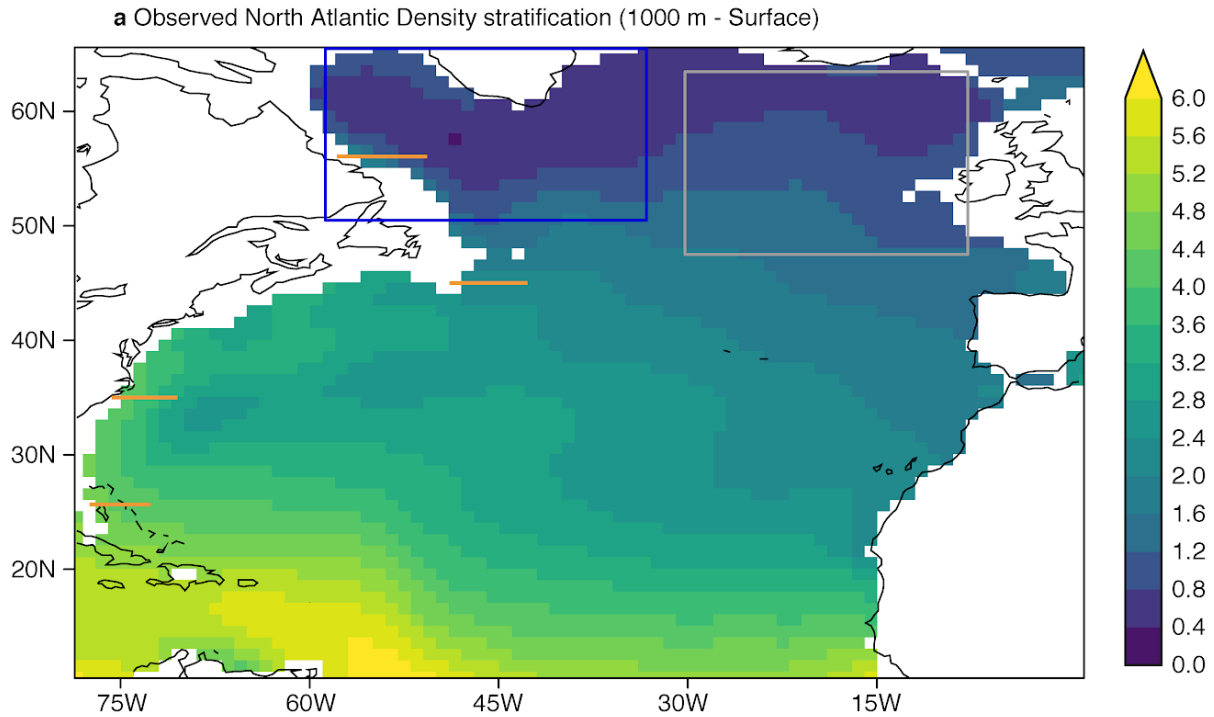 a Observed North Atlantic Density stratification (1000 m - Surface)
60N
50N
40N
30N
20N
75W
60W
45W
30W
15W
6.0
5.6
5.2
4.8
4.4
4.0
3.6
3.2
2.8
2.4
2.0
1.6
1.2
0.8
0.4
0.0